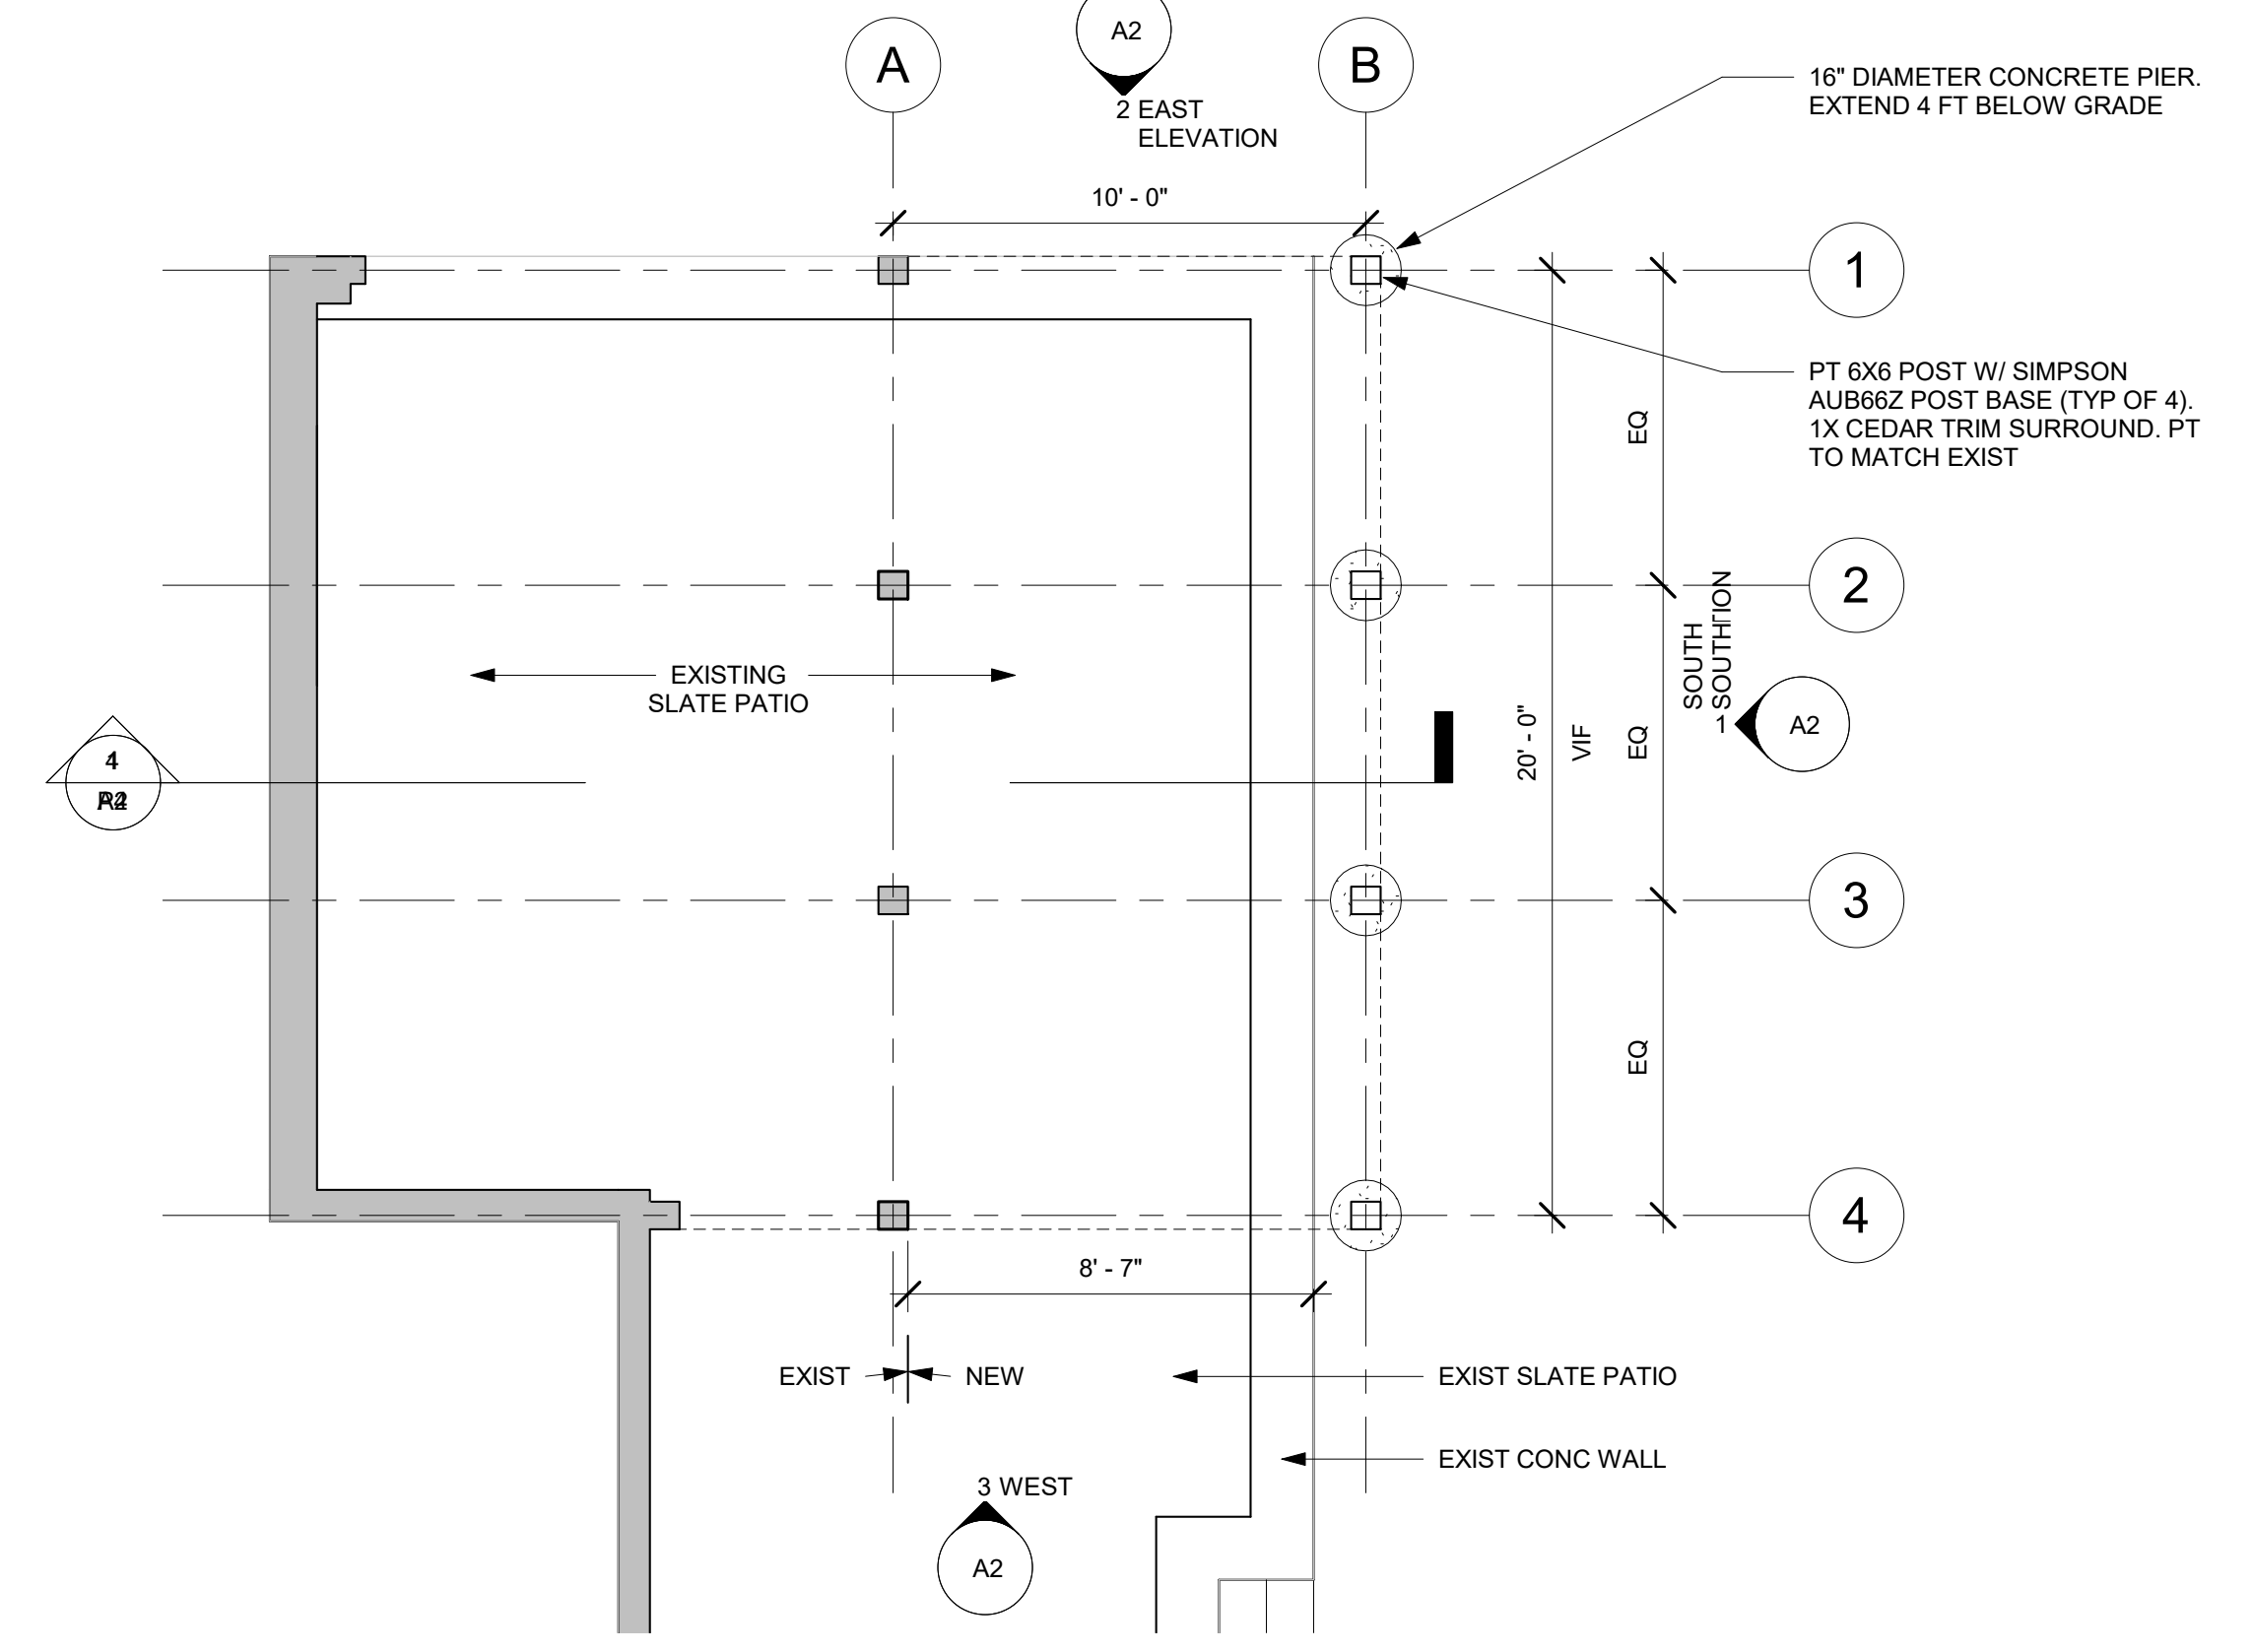 A2
A
B
2 EAST
ELEVATION
16" DIAMETER CONCRETE PIER.
EXTEND 4 FT BELOW GRADE
10' - 0"
1
PT 6X6 POST W/ SIMPSON
AUB66Z POST BASE (TYP OF 4).
1X CEDAR TRIM SURROUND. PT
TO MATCH EXIST
EQ
2
EXISTING
SLATE PATIO
SOUTH
SOUTH
1
A2
20' - 0"
VIF
EQ
3
EQ
4
8' - 7"
EXIST
NEW
EXIST SLATE PATIO
EXIST CONC WALL
3 WEST
A2